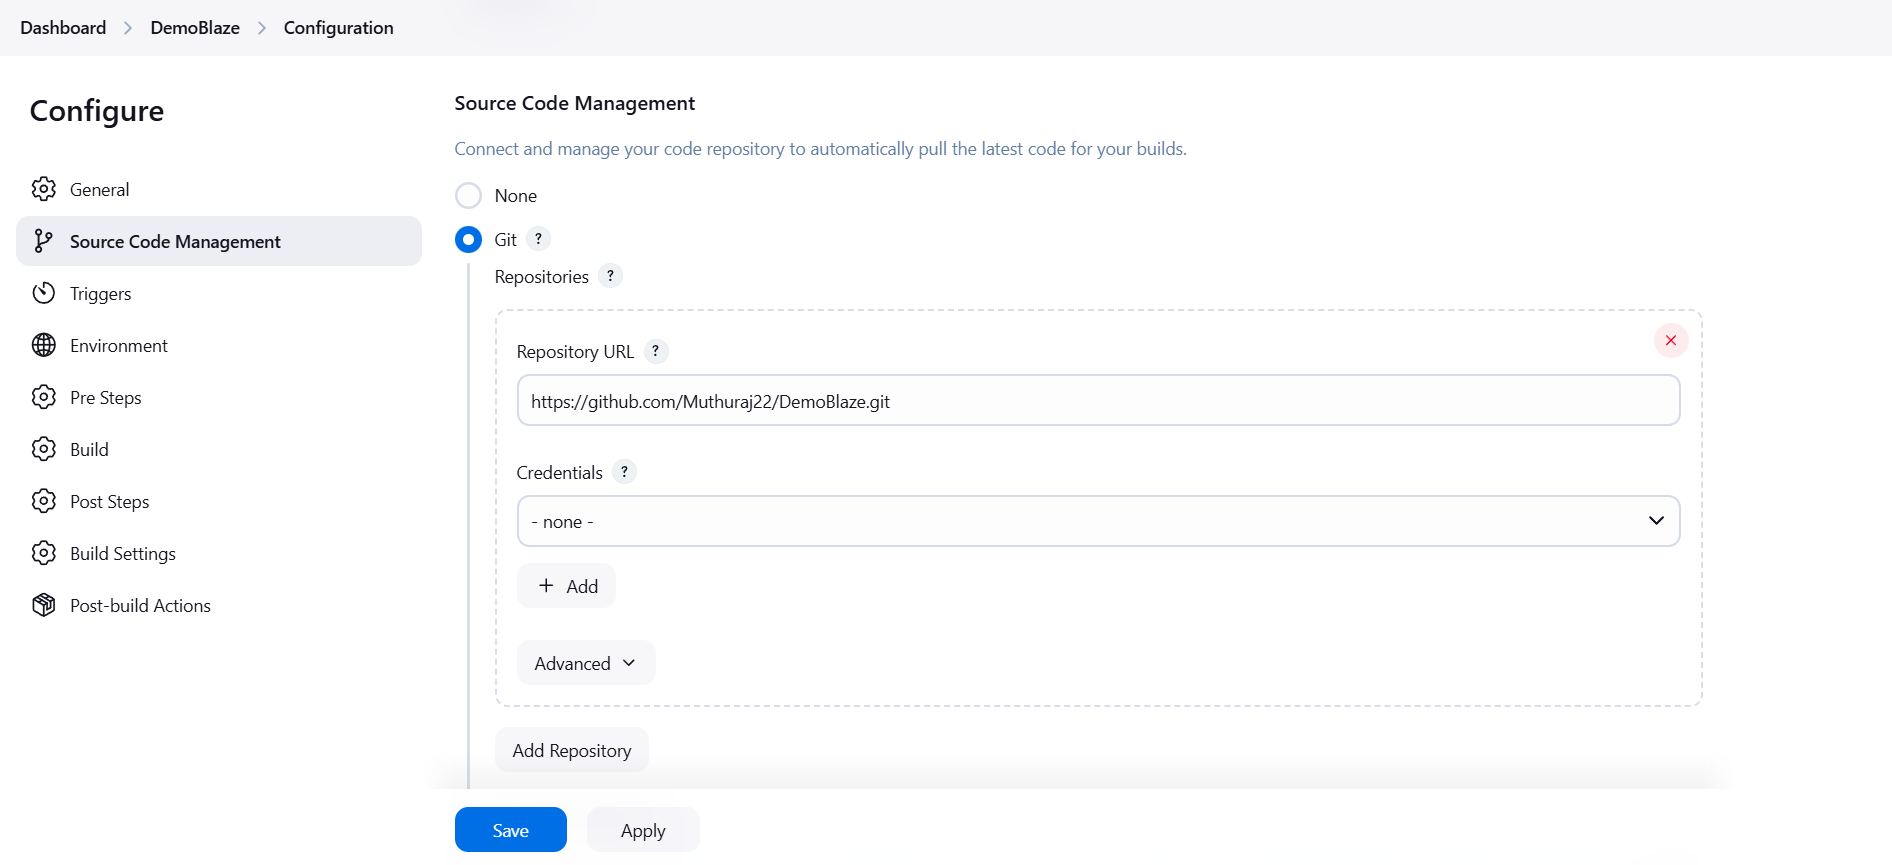 Dashboard > DemoBlaze > Configuration
Configure
General
Source Code Management
Triggers
Environment
Pre Steps
Build
Post Steps
Build Settings
Post-build Actions
Source Code Management
Connect and manage your code repository to automatically pull the latest code for your builds.
None
Git ?
Repositories ?
Repository URL ?
https://github.com/Muthuraj22/DemoBlaze.git
Credentials ?
- none -
+ Add
Advanced
Add Repository
Save Apply